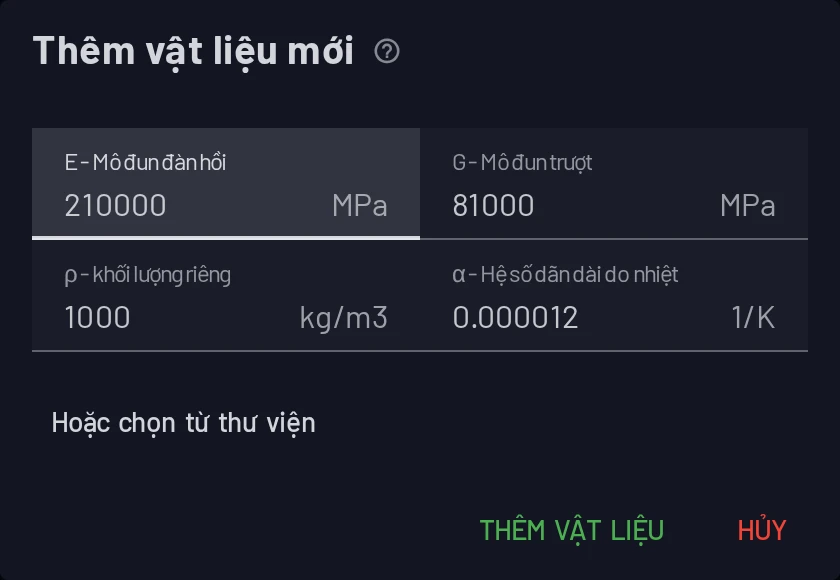 Thêm vật liệu mới
E - Mô đun đàn hồi
210000 MPa
G - Mô đun trượt
81000 MPa
ρ - khối lượng riêng
1000 kg/m3
α - Hệ số dãn dài do nhiệt
0.000012 1/K
Hoặc chọn từ thư viện
THÊM VẬT LIỆU HỦY